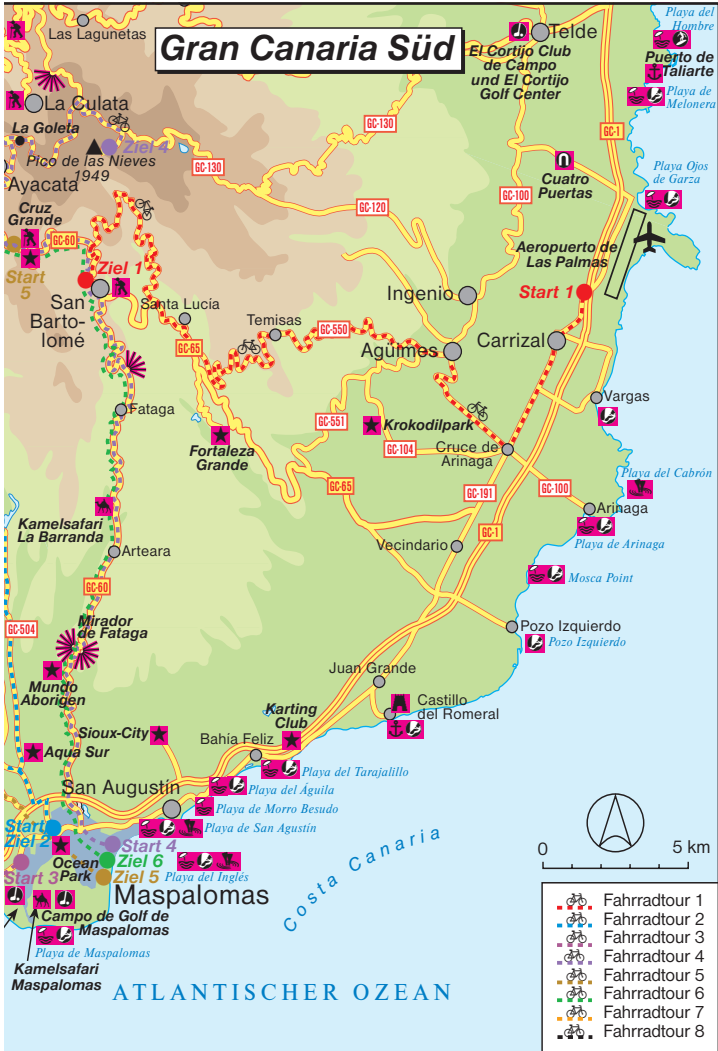 Gran Canaria Süd
Las Lagunetas
La Culata
La Goleta
Ziel 4
Pico de las Nieves
1949
Ayacata
Cruz
Grande
GC-60
Start
5
Ziel 1
San
Barto-
lomé
Santa Lucía
GC-65
Temisas
GC-550
GC-130
GC-130
GC-120
Telde
El Cortijo Club
de Campo
und El Cortijo
Golf Center
Playa del
Hombre
Puerto de
Taliarte
Playa de
Melonera
GC-1
Cuatro
Puertas
GC-100
Playa Ojos
de Garza
Aeropuerto de
Las Palmas
Start 1
Ingenio
Agüimes
Carrizal
Vargas
Fataga
Fortaleza
Grande
GC-551
Krokodilpark
GC-104
Cruce de
Arinaga
Playa del Cabrón
GC-65
GC-191
GC-100
Arinaga
GC-1
Playa de Arinaga
Kamelsafari
La Barranda
Arteara
Vecindario
Mosca Point
GC-60
GC-504
Mirador
de Fataga
Pozo Izquierdo
Pozo Izquierdo
Mundo
Aborigen
Juan Grande
Karting
Club
Castillo
del Romeral
Sioux-City
Bahía Feliz
Aqua Sur
Playa del Tarajalillo
Playa del Águila
San Augustín
Playa de Morro Besudo
Start
Ziel 2
Playa de San Agustín
Start 4
Ocean
Park
Ziel 6
Start 3
Ziel 5
Playa del Inglés
Maspalomas
Campo de Golf de
Maspalomas
Playa de Maspalomas
Kamelsafari
Maspalomas
Costa Canaria
ATLANTISCHER OZEAN
0 5 km
Fahrradtour 1
Fahrradtour 2
Fahrradtour 3
Fahrradtour 4
Fahrradtour 5
Fahrradtour 6
Fahrradtour 7
Fahrradtour 8